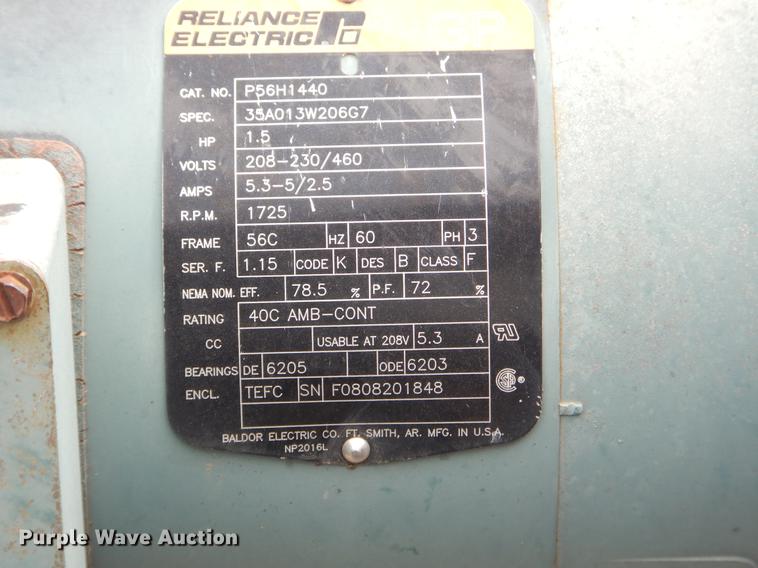 RELIANCE
ELECTRIC
CAT. NO. P56H1440
SPEC. 35A013W206G7
HP 1.5
VOLTS 208-230/460
AMPS 5.3-5/2.5
R.P.M. 1725
FRAME 56C HZ 60 PH 3
SER. F. 1.15 CODE K DES B CLASS F
NEMA NOM. EFF. 78.5 % P.F. 72 %
RATING 40C AMB-CONT
CC USABLE AT 208V 5.3 A
BEARINGS DE 6205 ODE 6203
ENCL. TEFC SN F0808201848
BALDOR ELECTRIC CO. FT. SMITH, AR. MFG. IN U.S.A.
NP2016L
Purple Wave Auction